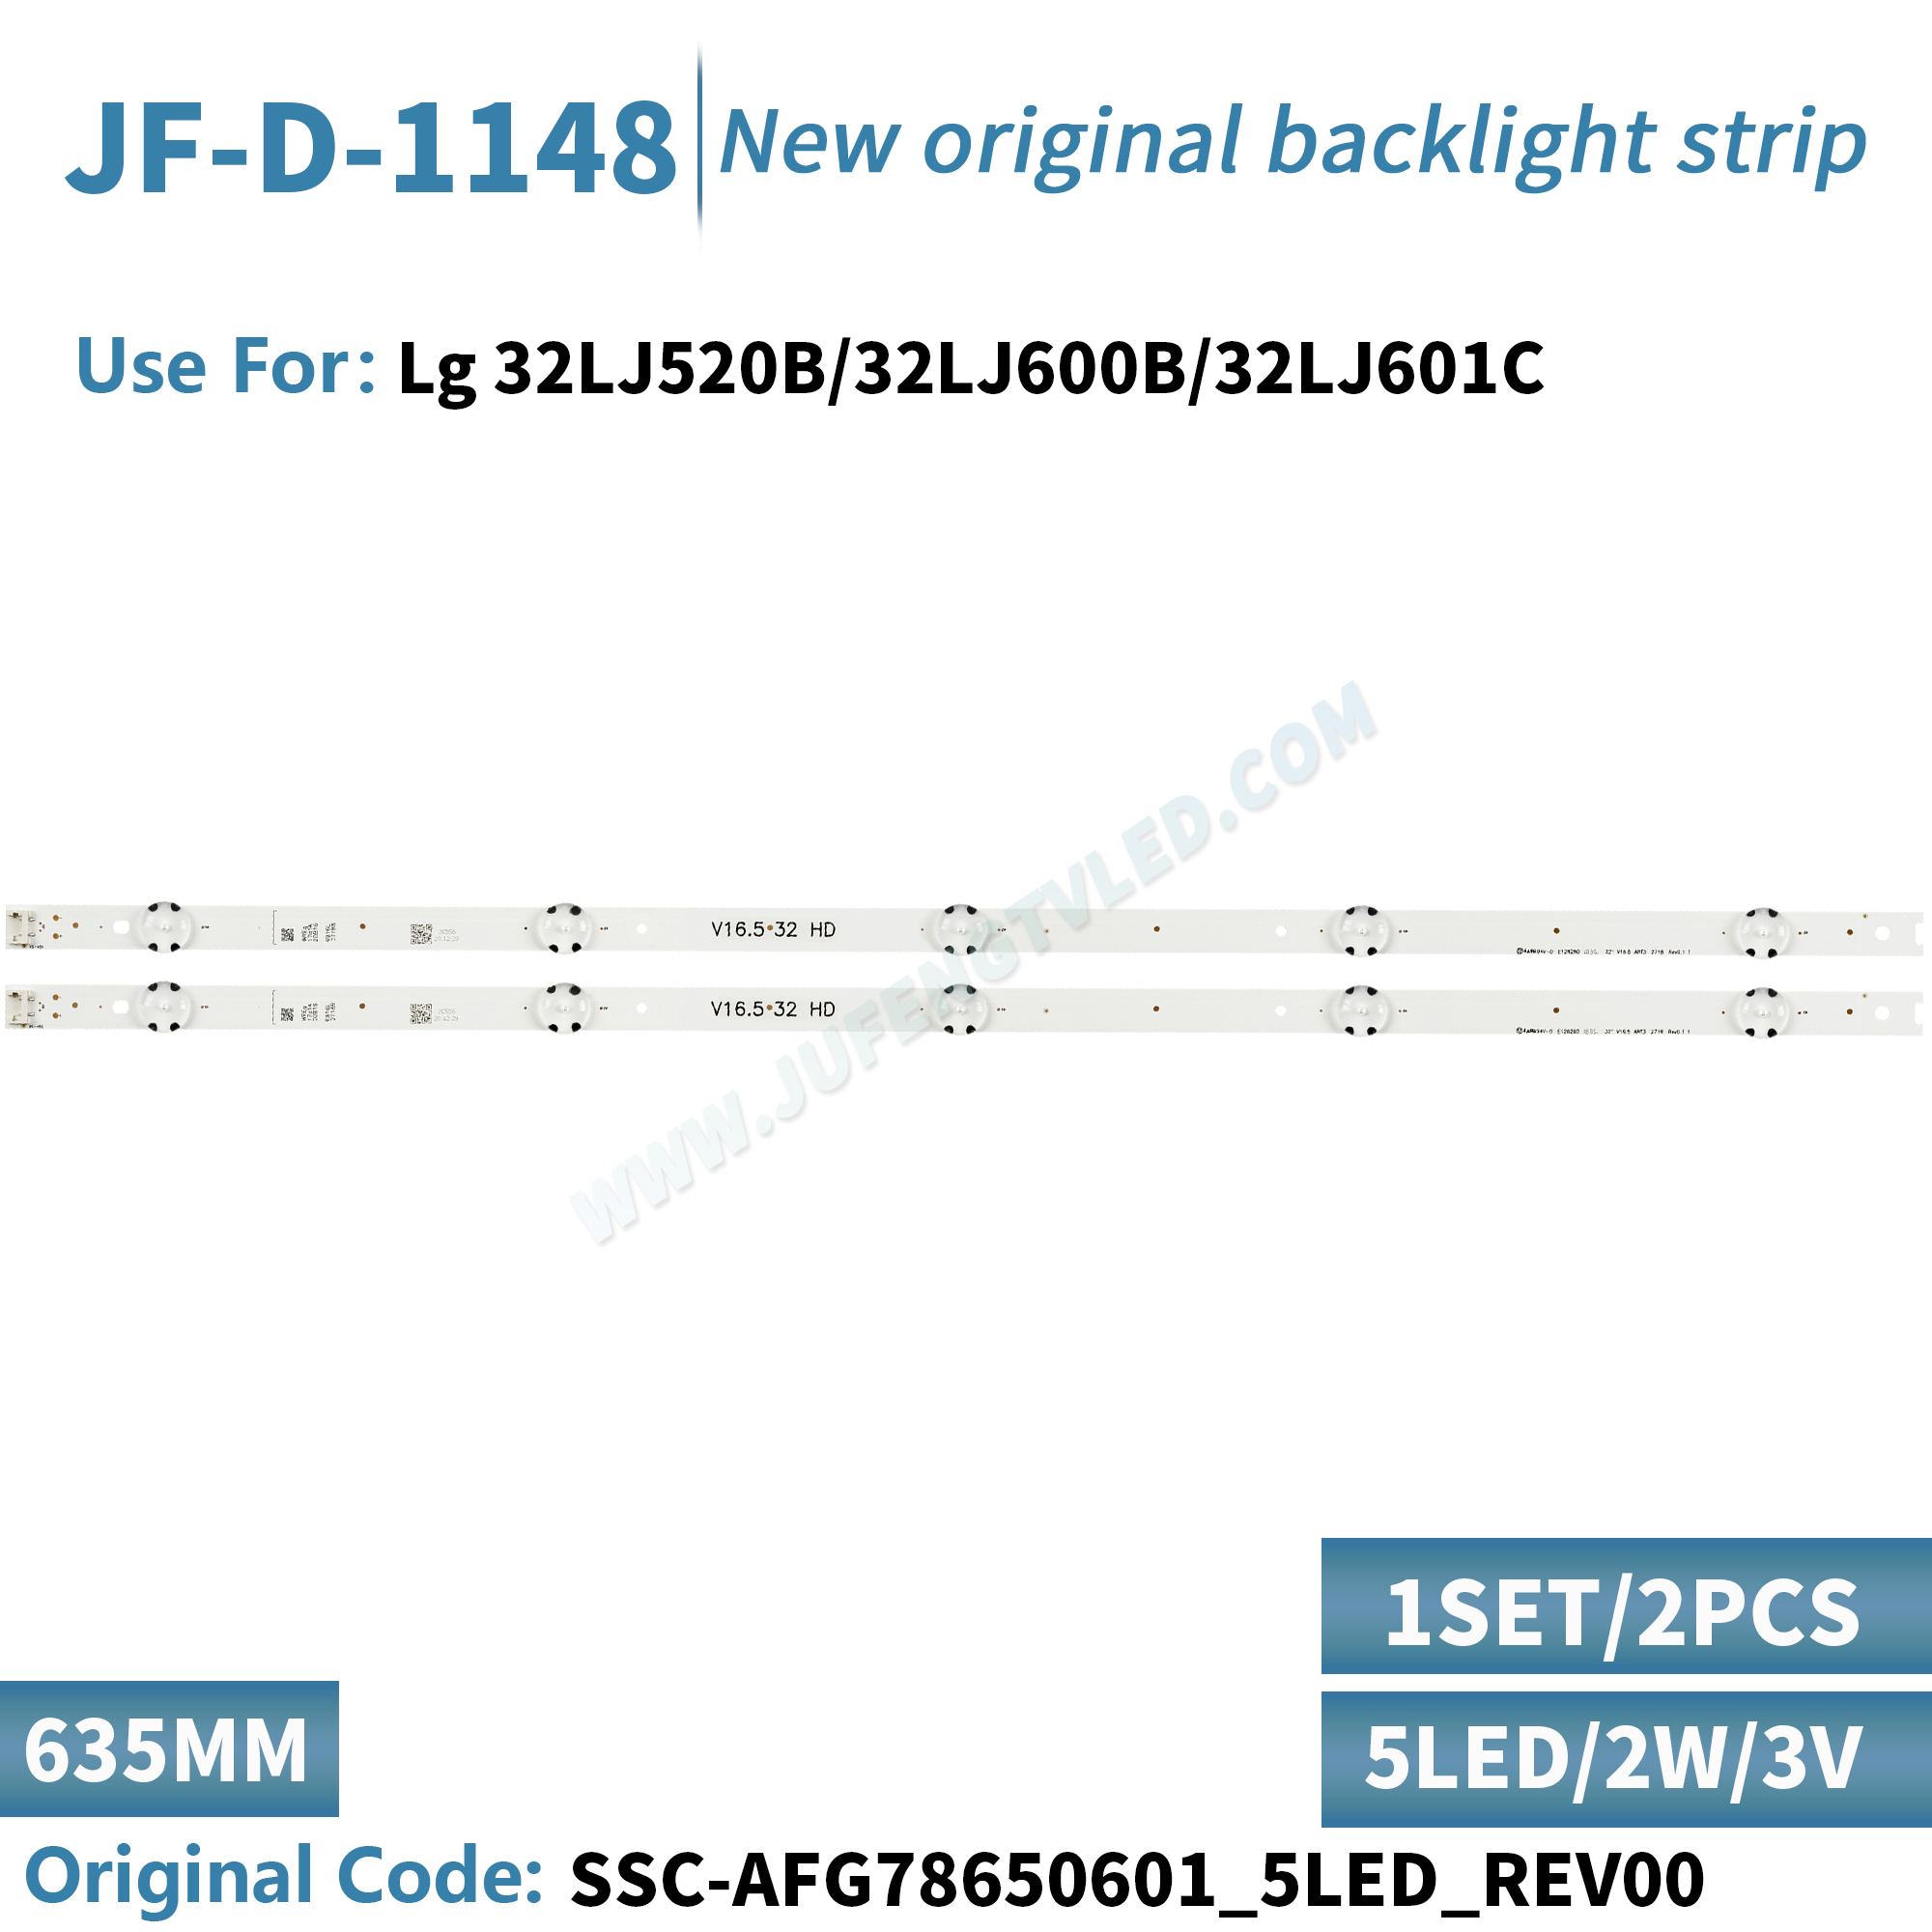 JF-D-1148
New original backlight strip
Use For: Lg 32LJ520B/32LJ600B/32LJ601C
WWW.JUFENGTVLED.COM
V16.5 32 HD
V16.5 32 HD
1SET/2PCS
635MM
5LED/2W/3V
Original Code: SSC-AFG78650601_5LED_REV00